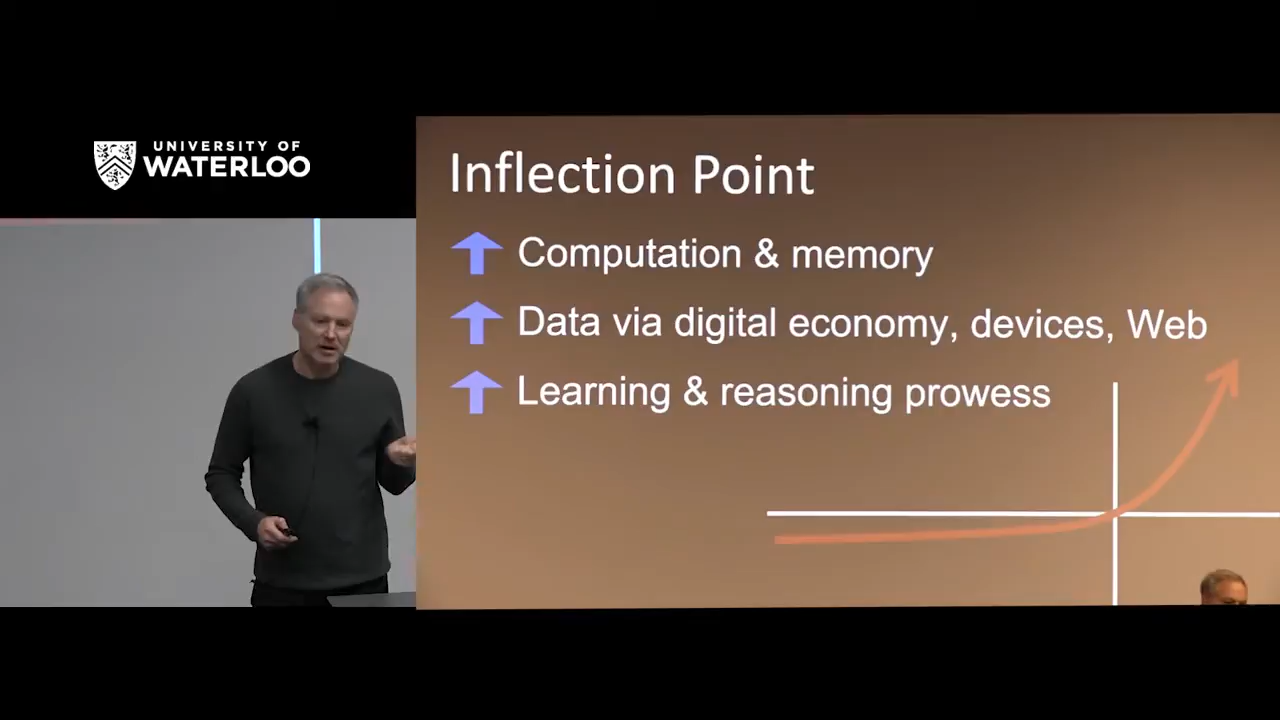 UNIVERSITY OF
WATERLOO
Inflection Point
Computation & memory
Data via digital economy, devices, Web
Learning & reasoning prowess